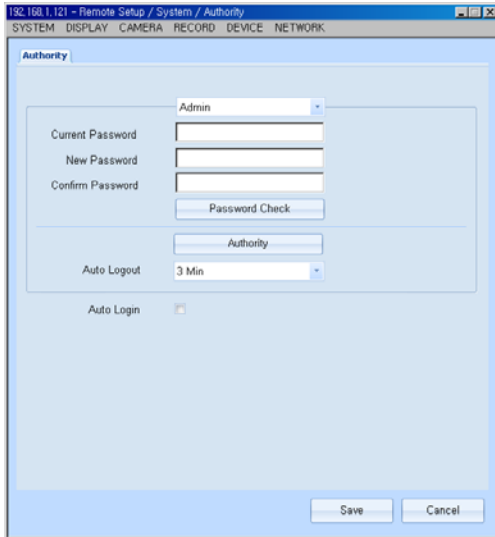 192.168.1.121 - Remote Setup / System / Authority
SYSTEM DISPLAY CAMERA RECORD DEVICE NETWORK
Authority
Admin
Current Password
New Password
Confirm Password
Password Check
Authority
Auto Logout 3 Min
Auto Login
Save Cancel